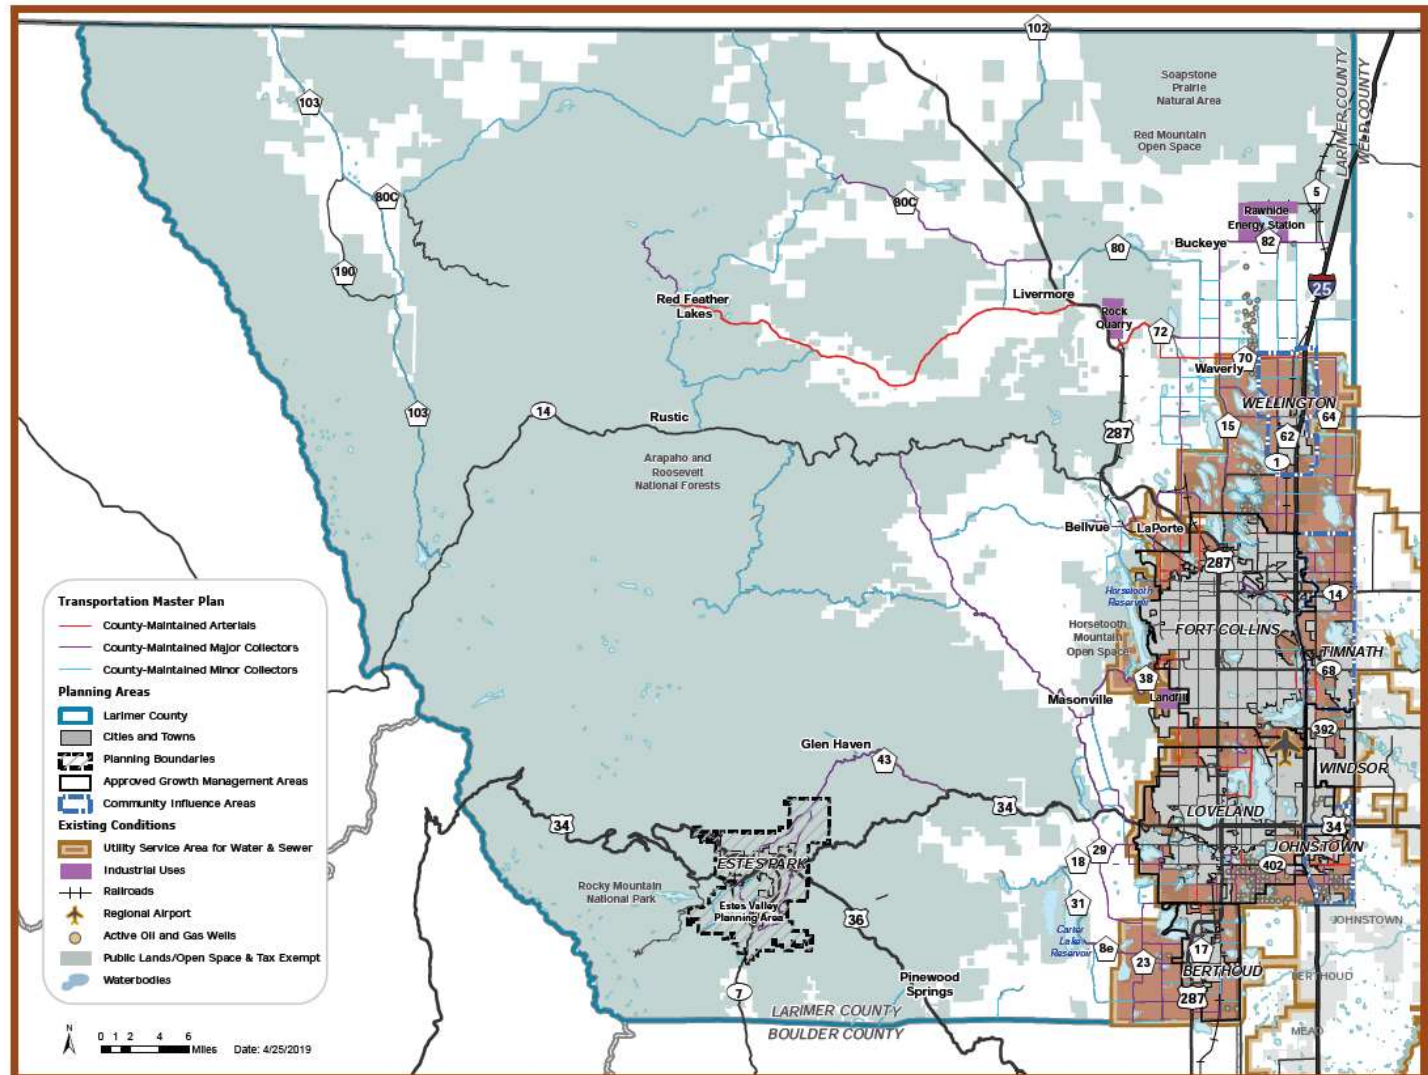 102
Soapstone
Prairie
Natural Area
LARIMER COUNTY
WELD COUNTY
103
Red Mountain
Open Space
80C
80C
5
Rawhide
Energy Station
82
Buckeye
80
190
25
Livermore
Red Feather
Lakes
Rock
Quarry
72
70
Waverly
WELLINGTON
103
14
Rustic
287
15
62
64
1
Arapaho and
Roosevelt
National Forests
Bellvue
LaPorte
287
Horsetooth
Reservoir
14
FORT COLLINS
Horsetooth
Mountain
Open Space
TIMNATH
68
38
Landfill
Masonville
392
Glen Haven
43
WINDSOR
34
34
LOVELAND
34
JOHNSTOWN
ESTES PARK
29
18
402
Rocky Mountain
National Park
Estes Valley
Planning Area
31
36
JOHNSTOWN
Carter
Lake
Reservoir
8e
23
17
BERTHOUD
BERTHOUD
Pinewood
Springs
7
287
LARIMER COUNTY
BOULDER COUNTY
MEAD
Transportation Master Plan
County-Maintained Arterials
County-Maintained Major Collectors
County-Maintained Minor Collectors
Planning Areas
Larimer County
Cities and Towns
Planning Boundaries
Approved Growth Management Areas
Community Influence Areas
Existing Conditions
Utility Service Area for Water & Sewer
Industrial Uses
Railroads
Regional Airport
Active Oil and Gas Wells
Public Lands/Open Space & Tax Exempt
Waterbodies
N
0 1 2 4 6
Miles
Date: 4/25/2019